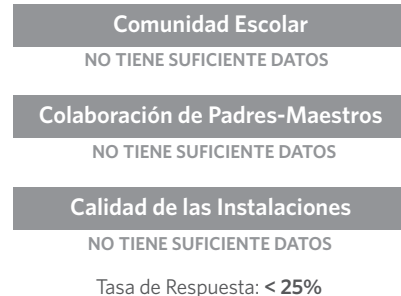 Comunidad Escolar
NO TIENE SUFICIENTE DATOS
Colaboración de Padres-Maestros
NO TIENE SUFICIENTE DATOS
Calidad de las Instalaciones
NO TIENE SUFICIENTE DATOS
Tasa de Respuesta: < 25%